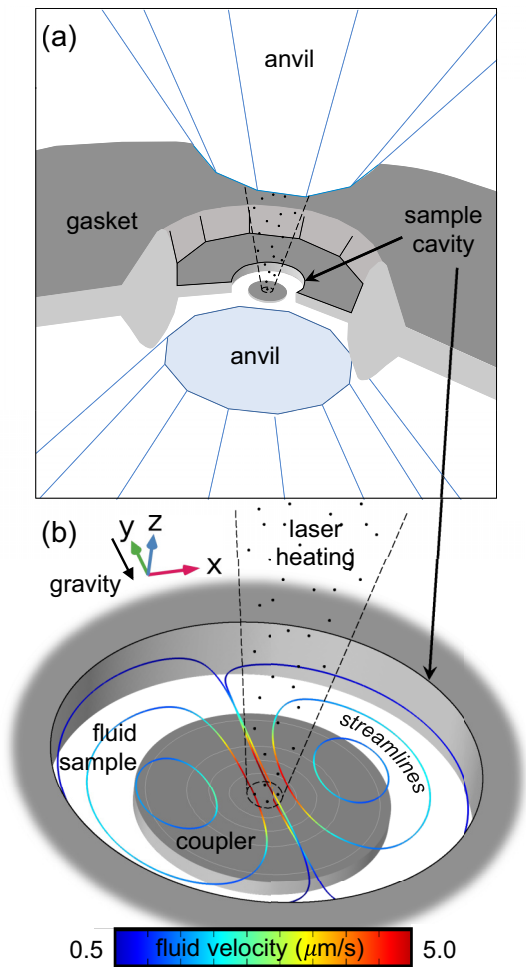 (a)
anvil
gasket
sample
cavity
anvil
(b)
y z
x
gravity
laser
heating
fluid
sample
streamlines
coupler
0.5 fluid velocity (μm/s) 5.0